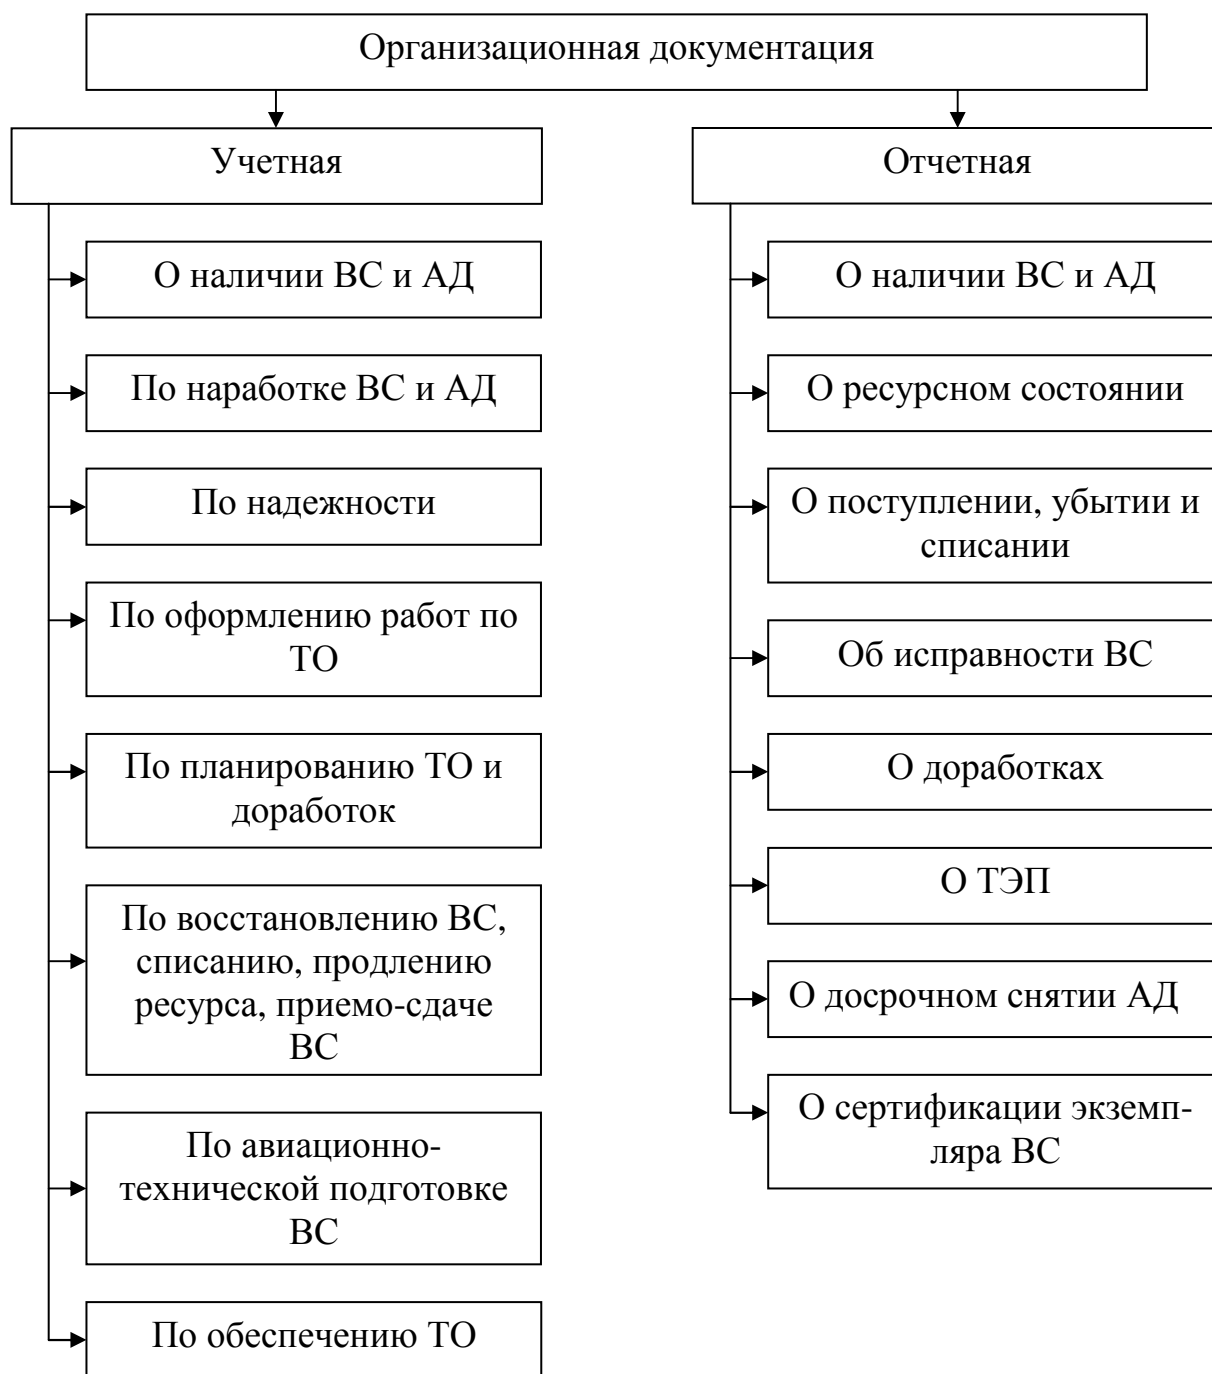 Организационная документация
Учетная
О наличии ВС и АД
По наработке ВС и АД
По надежности
По оформлению работ по
ТО
По планированию ТО и
доработок
По восстановлению ВС,
списанию, продлению
ресурса, приемо-сдаче
ВС
По авиационно-
технической подготовке
ВС
По обеспечению ТО
Отчетная
О наличии ВС и АД
О ресурсном состоянии
О поступлении, убытии и
списании
Об исправности ВС
О доработках
О ТЭП
О досрочном снятии АД
О сертификации экземп-
ляра ВС